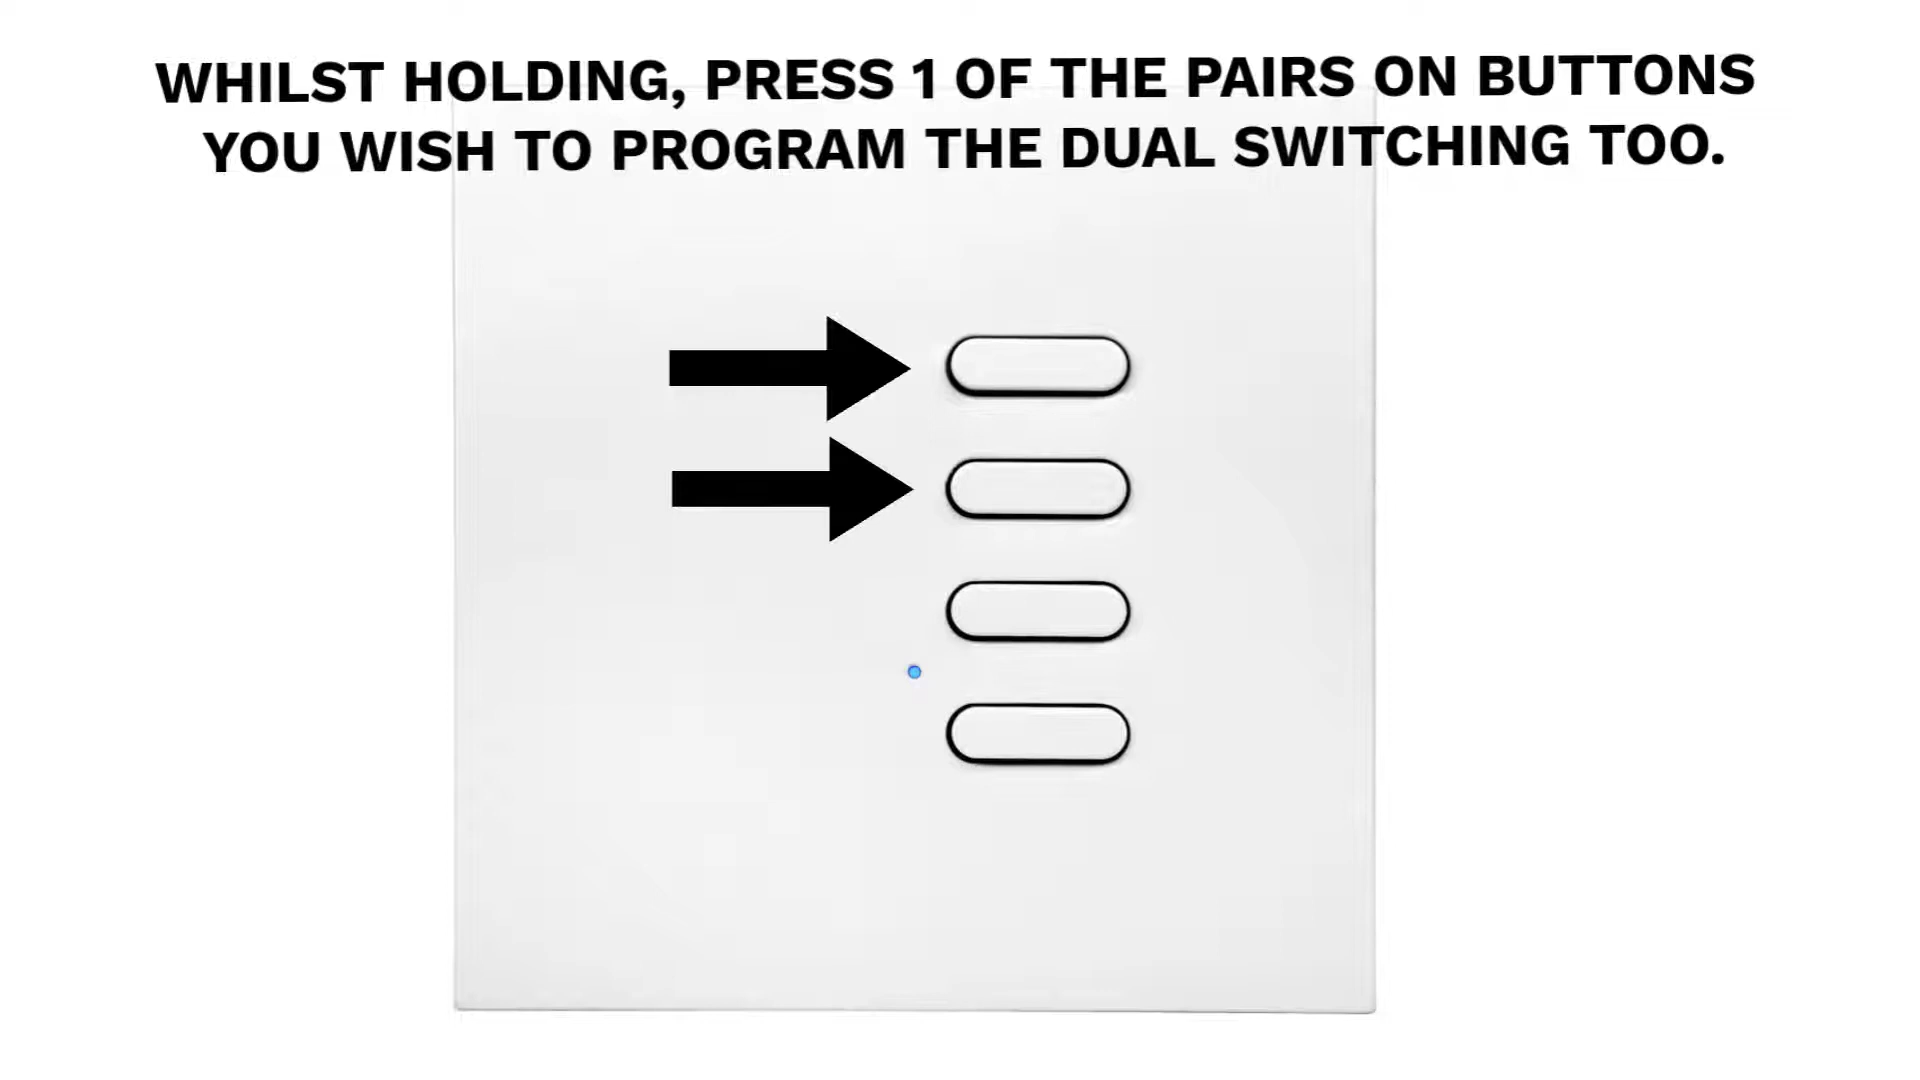 WHILST HOLDING, PRESS 1 OF THE PAIRS ON BUTTONS
YOU WISH TO PROGRAM THE DUAL SWITCHING TOO.